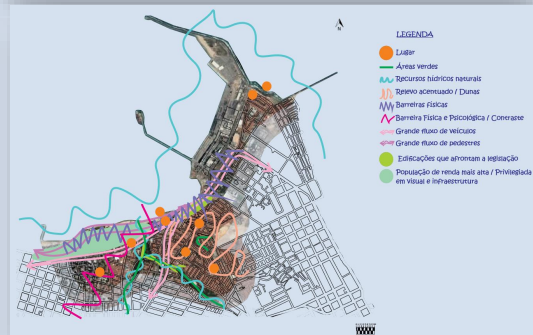 N
LEGENDA
Lugar
Áreas verdes
Recursos hídricos naturais
Relevo acentuado / Dunas
Barreiras físicas
Barreira Física e Psicológica / Contraste
Grande fluxo de veículos
Grande fluxo de pedestres
Edificações que afrontam a legislação
População de renda mais alta / Privilegiada
em visual e infraestrutura